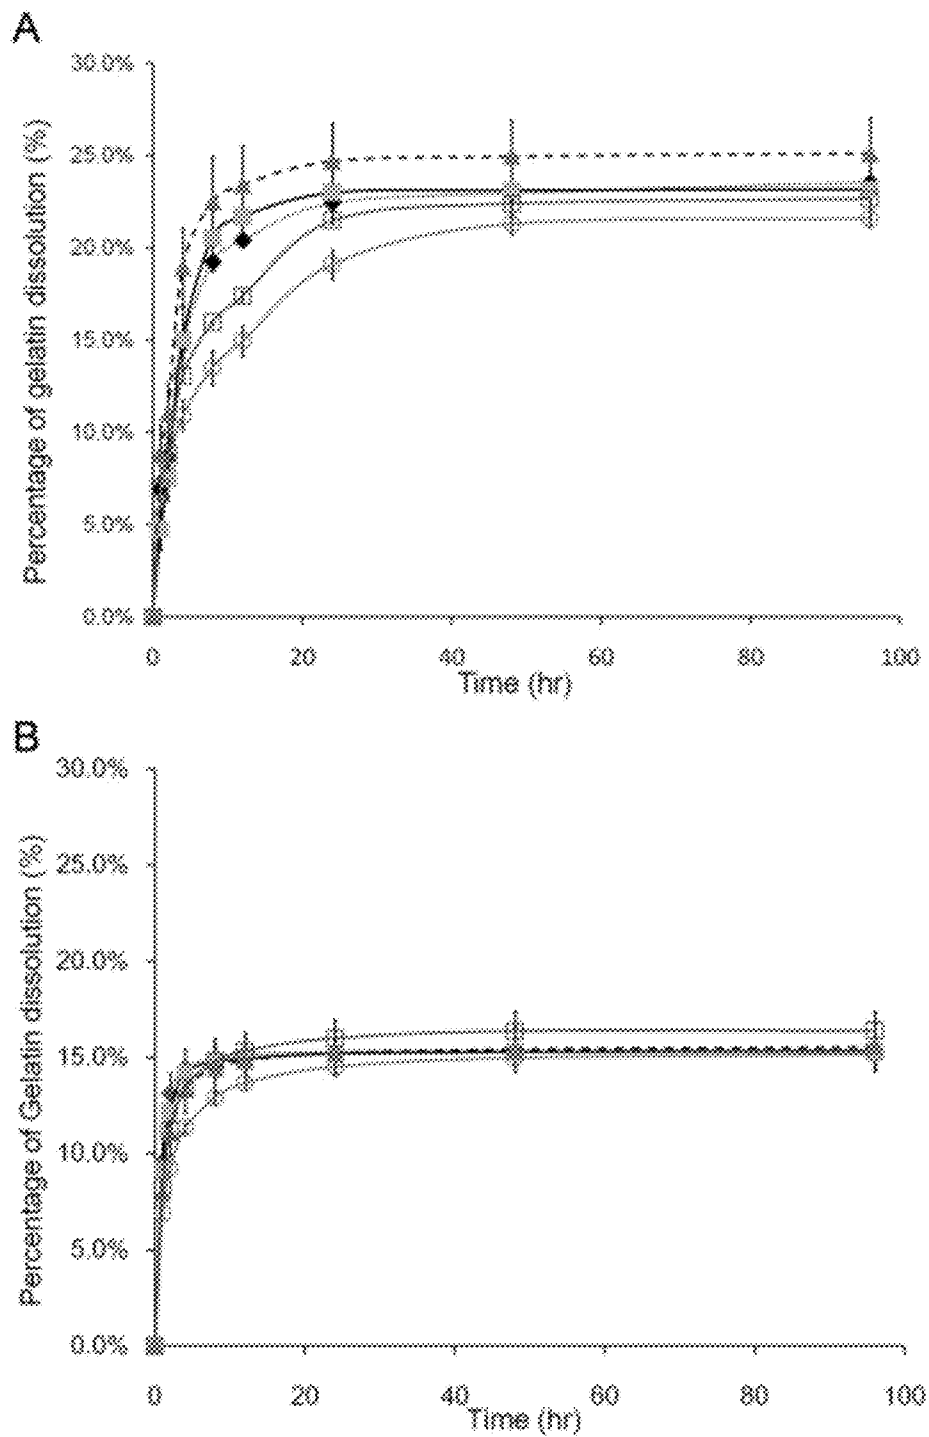 A
30.0%
25.0%
20.0%
15.0%
10.0%
5.0%
0.0%
Percentage of gelatin dissolution (%)
0 20 40 60 80 100
Time (hr)
B
30.0%
25.0%
20.0%
15.0%
10.0%
5.0%
0.0%
Percentage of Gelatin dissolution (%)
0 20 40 60 80 100
Time (hr)